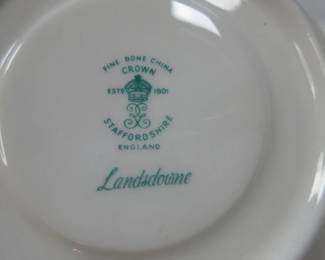 FINE BONE CHINA
CROWN
ESTD 1801
STAFFORDSHIRE
ENGLAND
Landsdowne